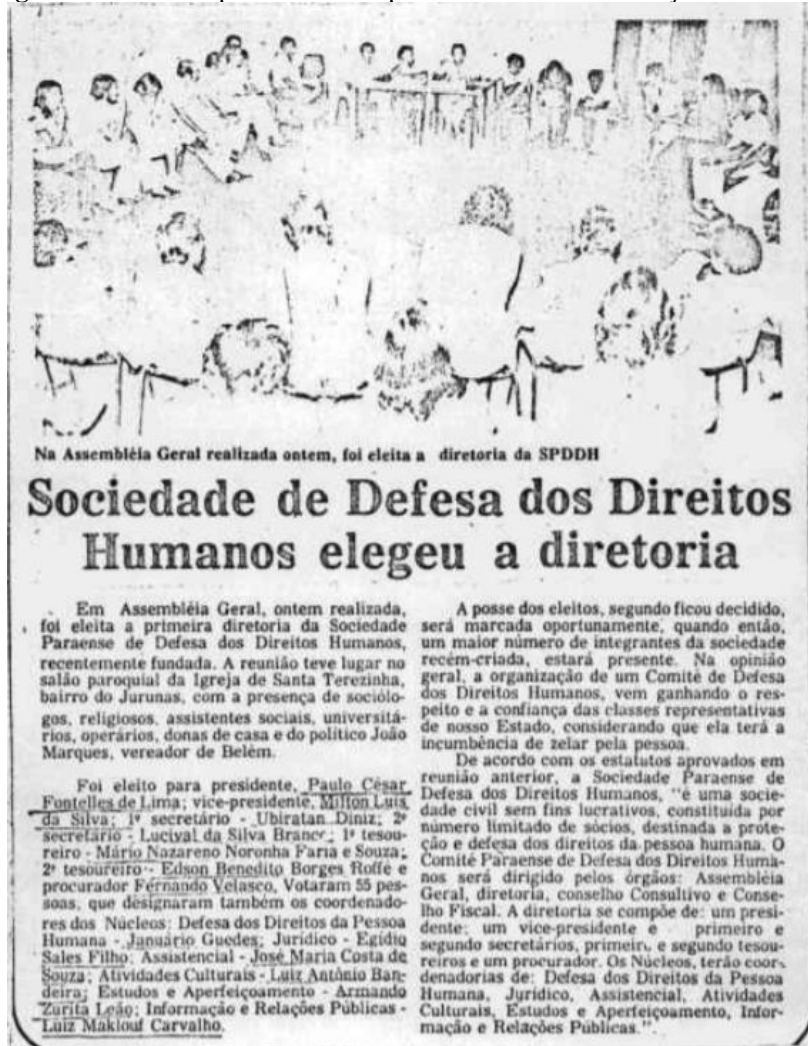 Na Assembléia Geral realizada ontem, foi eleita a diretoria da SPDDH
Sociedade de Defesa dos Direitos
Humanos elegeu a diretoria
Em Assembléia Geral, ontem realizada,
foi eleita a primeira diretoria da Sociedade
Paraense de Defesa dos Direitos Humanos,
recentemente fundada. A reunião teve lugar no
salão paroquial da Igreja de Santa Terezinha,
bairro do Jurunas, com a presença de sociólo-
gos, religiosos, assistentes sociais, universitá-
rios, operários, donas de casa e do político João
Marques, vereador de Belém.
Foi eleito para presidente, Paulo César
Fontelles de Lima; vice-presidente, Milton Luis
da Silva; 1º secretário - Ubiratan Diniz; 2º
secretário - Lucival da Silva Branco; 1º tesou-
reiro - Mário Nazareno Noronha Faria e Souza;
2º tesoureiro - Edson Benedito Borges Roffé e
procurador Fernando Velasco. Votaram 55 pes-
soas, que designaram também os coordenado-
res dos Núcleos: Defesa dos Direitos da Pessoa
Humana - Januário Guedes; Jurídico - Egídio
Sales Filho; Assistencial - José Maria Costa de
Souza; Atividades Culturais - Luiz Antônio Ban-
deira; Estudos e Aperfeiçoamento - Armando
Zurita Leão; Informação e Relações Públicas -
Luiz Maklouf Carvalho.
A posse dos eleitos, segundo ficou decidido,
será marcada oportunamente, quando então,
um maior número de integrantes da sociedade
recém-criada, estará presente. Na opinião
geral, a organização de um Comitê de Defesa
dos Direitos Humanos, vem ganhando o res-
peito e a confiança das classes representativas
de nosso Estado, considerando que ela terá a
incumbência de zelar pela pessoa.
De acordo com os estatutos aprovados em
reunião anterior, a Sociedade Paraense de
Defesa dos Direitos Humanos, "é uma socie-
dade civil sem fins lucrativos, constituída por
número limitado de sócios, destinada a prote-
ção e defesa dos direitos da pessoa humana. O
Comitê Paraense de Defesa dos Direitos Huma-
nos será dirigido pelos órgãos: Assembléia
Geral, diretoria, conselho Consultivo e Conse-
lho Fiscal. A diretoria se compõe de: um presi-
dente; um vice-presidente e primeiro e
segundo secretários, primeiro e segundo tesou-
reiros e um procurador. Os Núcleos, terão coor-
denadorias de: Defesa dos Direitos da Pessoa
Humana, Jurídico, Assistencial, Atividades
Culturais, Estudos e Aperfeiçoamento, Infor-
mação e Relações Públicas."